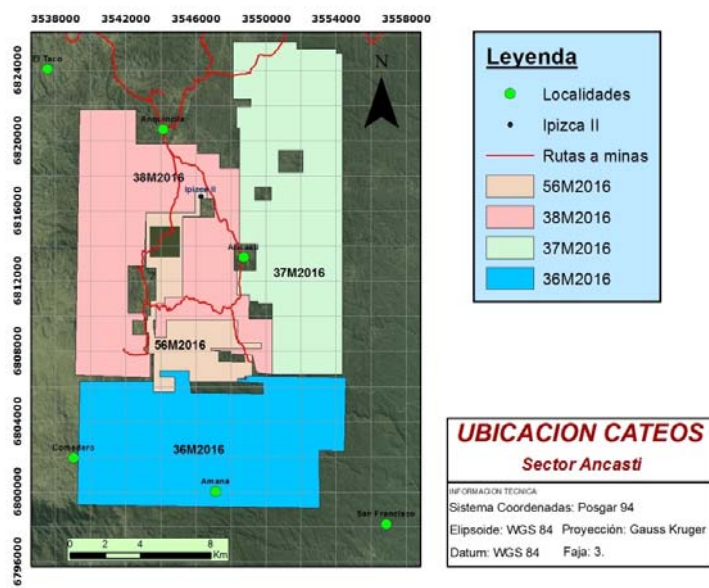 3538000 3542000 3546000 3550000 3554000 3558000
6824000
6820000
6816000
6812000
6808000
6804000
6800000
6796000
El Taco
N
Anquincila
38M2016
Ipizca II
Ancasti
37M2016
56M2016
36M2016
Comedero
Amaná
San Francisco
0 2 4 8
Km
Leyenda
Localidades
Ipizca II
Rutas a minas
56M2016
38M2016
37M2016
36M2016
UBICACION CATEOS
Sector Ancasti
INFORMACION TECNICA:
Sistema Coordenadas: Posgar 94
Elipsoide: WGS 84 Proyección: Gauss Kruger
Datum: WGS 84 Faja: 3.